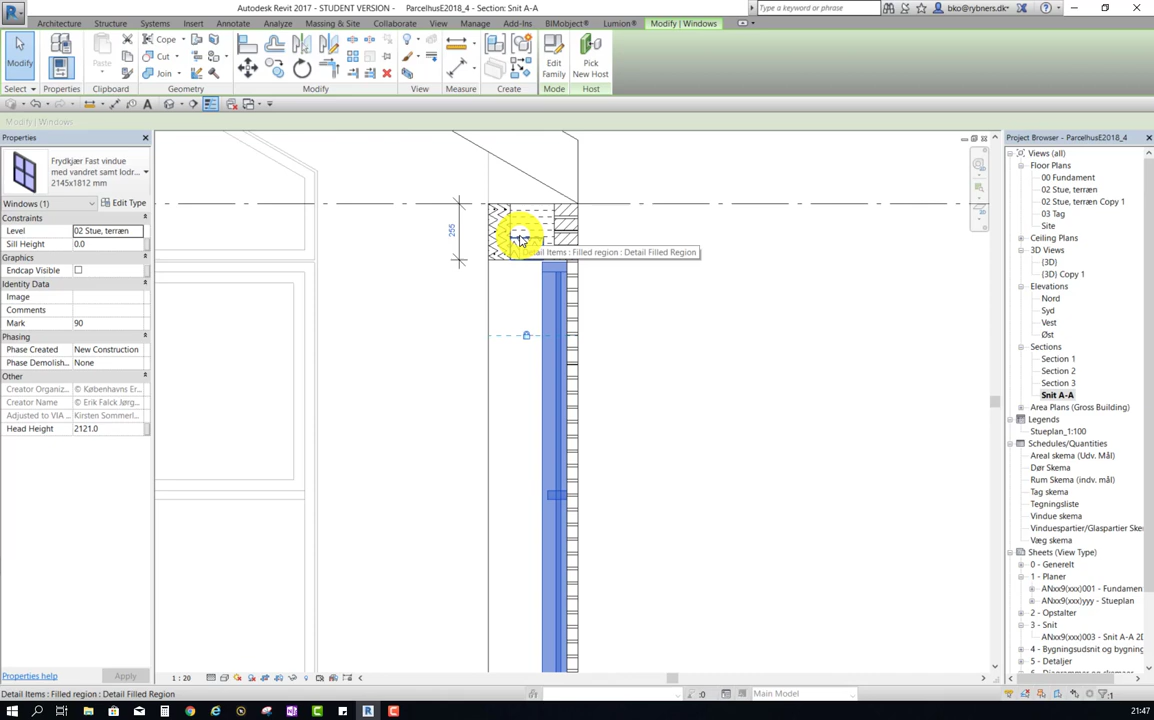 Autodesk Revit 2017 - STUDENT VERSION - ParcelhusE2018_4 - Section: Snit A-A
Type a keyword or phrase
bko@rybners.dk*
Architecture Structure Systems Insert Annotate Analyze Massing & Site Collaborate View Manage Add-Ins BIMobject® Lumion® Modify | Windows
Modify
Properties
Paste
Cope
Cut
Join
Edit Family
Pick New Host
Select Properties Clipboard Geometry Modify View Measure Create Mode Host
Modify | Windows
Properties
Frydkjær Fast vindue
med vandret samt lodr...
2145x1812 mm
Windows (1) Edit Type
Constraints
Level 02 Stue, terræn
Sill Height 0.0
Graphics
Endcap Visible
Identity Data
Image
Comments
Mark 90
Phasing
Phase Created New Construction
Phase Demolish... None
Other
Creator Organiz... © Københavns Er...
Creator Name © Erik Falck Jørg...
Adjusted to VIA ... Kirsten Sommerl...
Head Height 2121.0
Properties help Apply
255
Detail Items : Filled region : Detail Filled Region
Project Browser - ParcelhusE2018_4
Views (all)
Floor Plans
00 Fundament
02 Stue, terræn
02 Stue, terræn Copy 1
03 Tag
Site
Ceiling Plans
3D Views
(3D)
(3D) Copy 1
Elevations
Nord
Syd
Vest
Øst
Sections
Section 1
Section 2
Section 3
Snit A-A
Area Plans (Gross Building)
Legends
Stueplan_1:100
Schedules/Quantities
Areal skema (Udv. Mål)
Dør Skema
Rum Skema (indv. mål)
Tag skema
Tegningsliste
Vindue skema
Vinduespartier/Glaspartier Ske
Væg skema
Sheets (View Type)
0 - Generelt
1 - Planer
ANxx9(xxx)001 - Fundamen
ANxx9(xxx)yyy - Stueplan
2 - Opstalter
3 - Snit
ANxx9(xxx)003 - Snit A-A 2D
4 - Bygningsudsnit og bygning
5 - Detaljer
1 : 20
Detail Items : Filled region : Detail Filled Region
:0
Main Model
:1
21:47